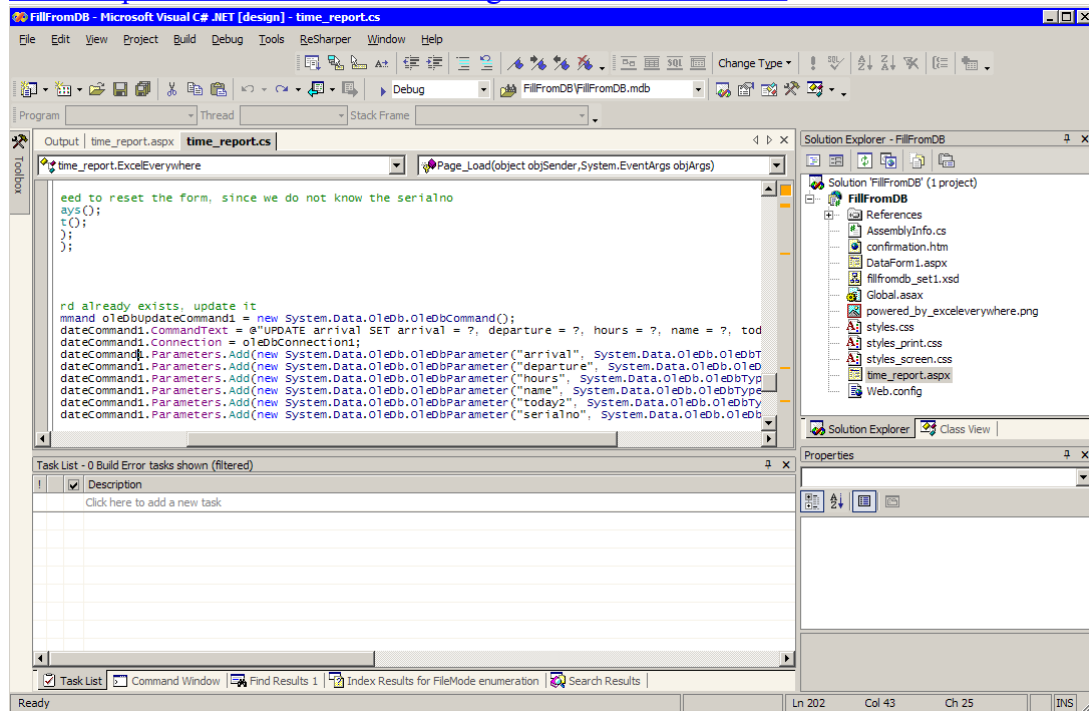 FillFromDB - Microsoft Visual C# .NET [design] - time_report.cs
File Edit View Project Build Debug Tools ReSharper Window Help
Change Type
Debug FillFromDB\FillFromDB.mdb
Program Thread Stack Frame
Toolbox
Output time_report.aspx time_report.cs
time_report.ExcelEverywhere Page_Load(object objSender,System.EventArgs objArgs)
eed to reset the form, since we do not know the serialno
ays();
t();
);
);
rd already exists, update it
mmand oleDbUpdateCommand1 = new System.Data.OleDb.OleDbCommand();
dateCommand1.CommandText = @"UPDATE arrival SET arrival = ?, departure = ?, hours = ?, name = ?, tod
dateCommand1.Connection = oleDbConnection1;
dateCommand1.Parameters.Add(new System.Data.OleDb.OleDbParameter("arrival", System.Data.OleDb.OleDbT
dateCommand1.Parameters.Add(new System.Data.OleDb.OleDbParameter("departure", System.Data.OleDb.OleD
dateCommand1.Parameters.Add(new System.Data.OleDb.OleDbParameter("hours", System.Data.OleDb.OleDbTyp
dateCommand1.Parameters.Add(new System.Data.OleDb.OleDbParameter("name", System.Data.OleDb.OleDbType
dateCommand1.Parameters.Add(new System.Data.OleDb.OleDbParameter("today2", System.Data.OleDb.OleDbTy
dateCommand1.Parameters.Add(new System.Data.OleDb.OleDbParameter("serialno", System.Data.OleDb.OleDb
Solution Explorer - FillFromDB
Solution 'FillFromDB' (1 project)
FillFromDB
References
AssemblyInfo.cs
confirmation.htm
DataForm1.aspx
fillfromdb_set1.xsd
Global.asax
powered_by_exceleverywhere.png
styles.css
styles_print.css
styles_screen.css
time_report.aspx
Web.config
Solution Explorer Class View
Properties
Task List - 0 Build Error tasks shown (filtered)
! Description
Click here to add a new task
Task List Command Window Find Results 1 Index Results for FileMode enumeration Search Results
Ready Ln 202 Col 43 Ch 25 INS